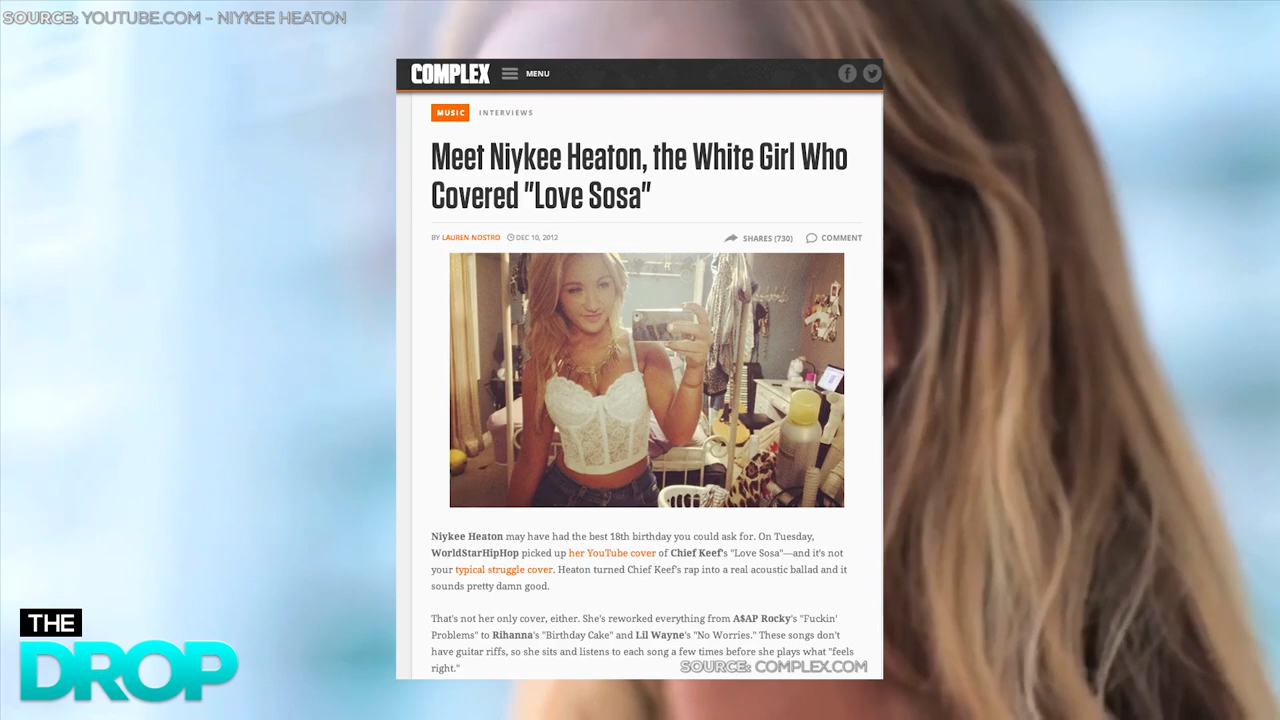 SOURCE: YOUTUBE.COM - NIYKEE HEATON
COMPLEX MENU
MUSIC INTERVIEWS
Meet Niykee Heaton, the White Girl Who
Covered "Love Sosa"
BY LAUREN NOSTRO DEC 10, 2012 SHARES (730) COMMENT
Niykee Heaton may have had the best 18th birthday you could ask for. On Tuesday,
WorldStarHipHop picked up her YouTube cover of Chief Keef's "Love Sosa"—and it's not
your typical struggle cover. Heaton turned Chief Keef's rap into a real acoustic ballad and it
sounds pretty damn good.
That's not her only cover, either. She's reworked everything from A$AP Rocky's "Fuckin'
Problems" to Rihanna's "Birthday Cake" and Lil Wayne's "No Worries." These songs don't
have guitar riffs, so she sits and listens to each song a few times before she plays what "feels
right."
SOURCE: COMPLEX.COM
THE
DROP